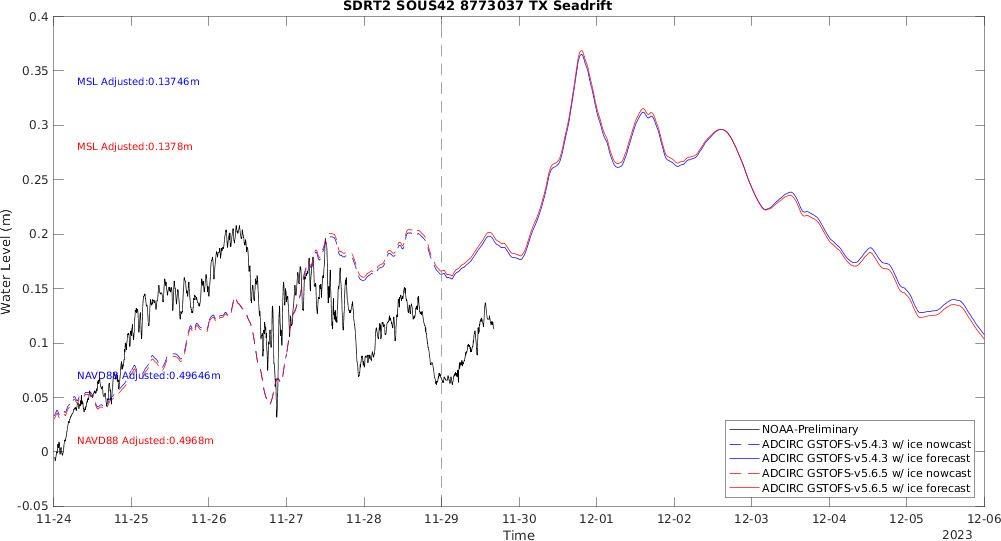 SDRT2 SOUS42 8773037 TX Seadrift
0.4
0.35
0.3
0.25
0.2
0.15
0.1
0.05
0
-0.05
Water Level (m)
MSL Adjusted:0.13746m
MSL Adjusted:0.1378m
NAVD88 Adjusted:0.49646m
NAVD88 Adjusted:0.4968m
NOAA-Preliminary
ADCIRC GSTOFS-v5.4.3 w/ ice nowcast
ADCIRC GSTOFS-v5.4.3 w/ ice forecast
ADCIRC GSTOFS-v5.6.5 w/ ice nowcast
ADCIRC GSTOFS-v5.6.5 w/ ice forecast
11-24 11-25 11-26 11-27 11-28 11-29 11-30 12-01 12-02 12-03 12-04 12-05 12-06
Time
2023